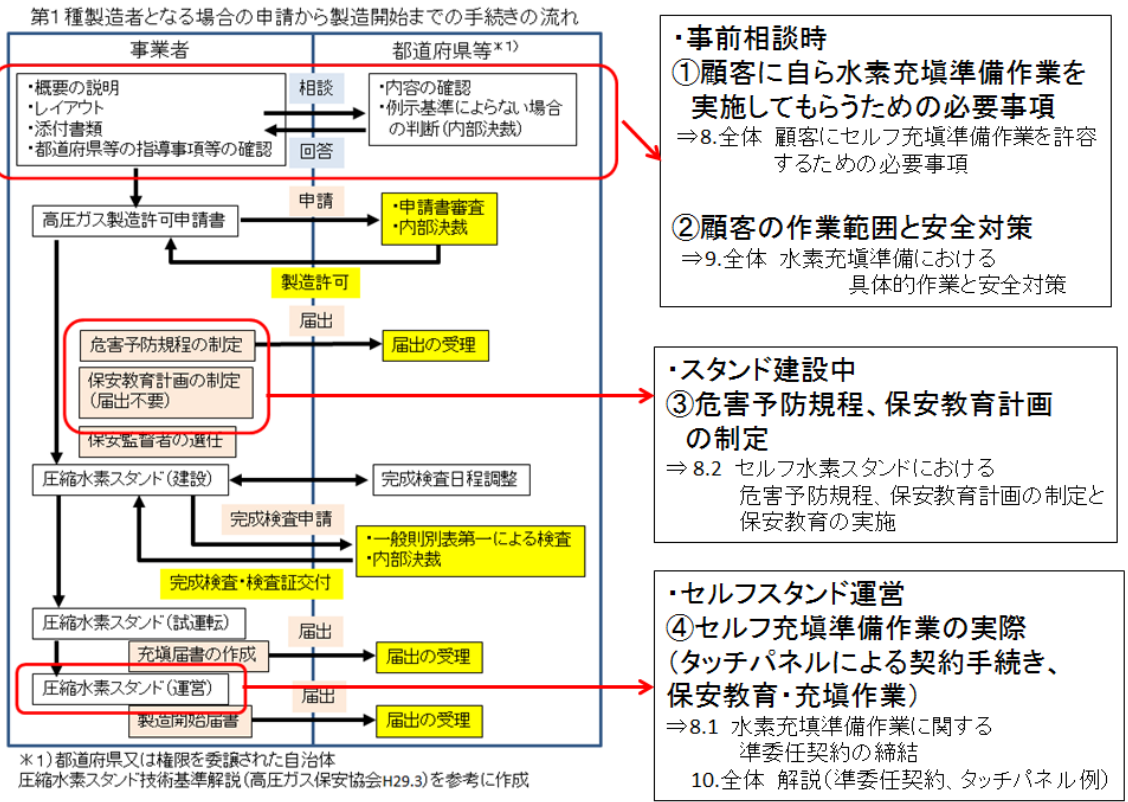 第1種製造者となる場合の申請から製造開始までの手続きの流れ
事業者
都道府県等*1)
・概要の説明
・レイアウト
・添付書類
・都道府県等の指導事項等の確認
相談
回答
・内容の確認
・例示基準によらない場合
の判断(内部決裁)
高圧ガス製造許可申請書
申請
・申請書審査
・内部決裁
製造許可
届出
危害予防規程の制定
届出の受理
保安教育計画の制定
(届出不要)
保安監督者の選任
圧縮水素スタンド(建設)
完成検査日程調整
完成検査申請
・一般則別表第一による検査
・内部決裁
完成検査・検査証交付
圧縮水素スタンド(試運転)
届出
充填届書の作成
届出の受理
圧縮水素スタンド(運営)
届出
製造開始届書
届出の受理
*1)都道府県又は権限を委譲された自治体
圧縮水素スタンド技術基準解説(高圧ガス保安協会H29.3)を参考に作成
・事前相談時
①顧客に自ら水素充塡準備作業を
実施してもらうための必要事項
⇒8.全体 顧客にセルフ充塡準備作業を許容
するための必要事項
②顧客の作業範囲と安全対策
⇒9.全体 水素充塡準備における
具体的作業と安全対策
・スタンド建設中
③危害予防規程、保安教育計画
の制定
⇒8.2 セルフ水素スタンドにおける
危害予防規程、保安教育計画の制定と
保安教育の実施
・セルフスタンド運営
④セルフ充塡準備作業の実際
(タッチパネルによる契約手続き、
保安教育・充塡作業)
⇒8.1 水素充塡準備作業に関する
準委任契約の締結
10.全体 解説(準委任契約、タッチパネル例)